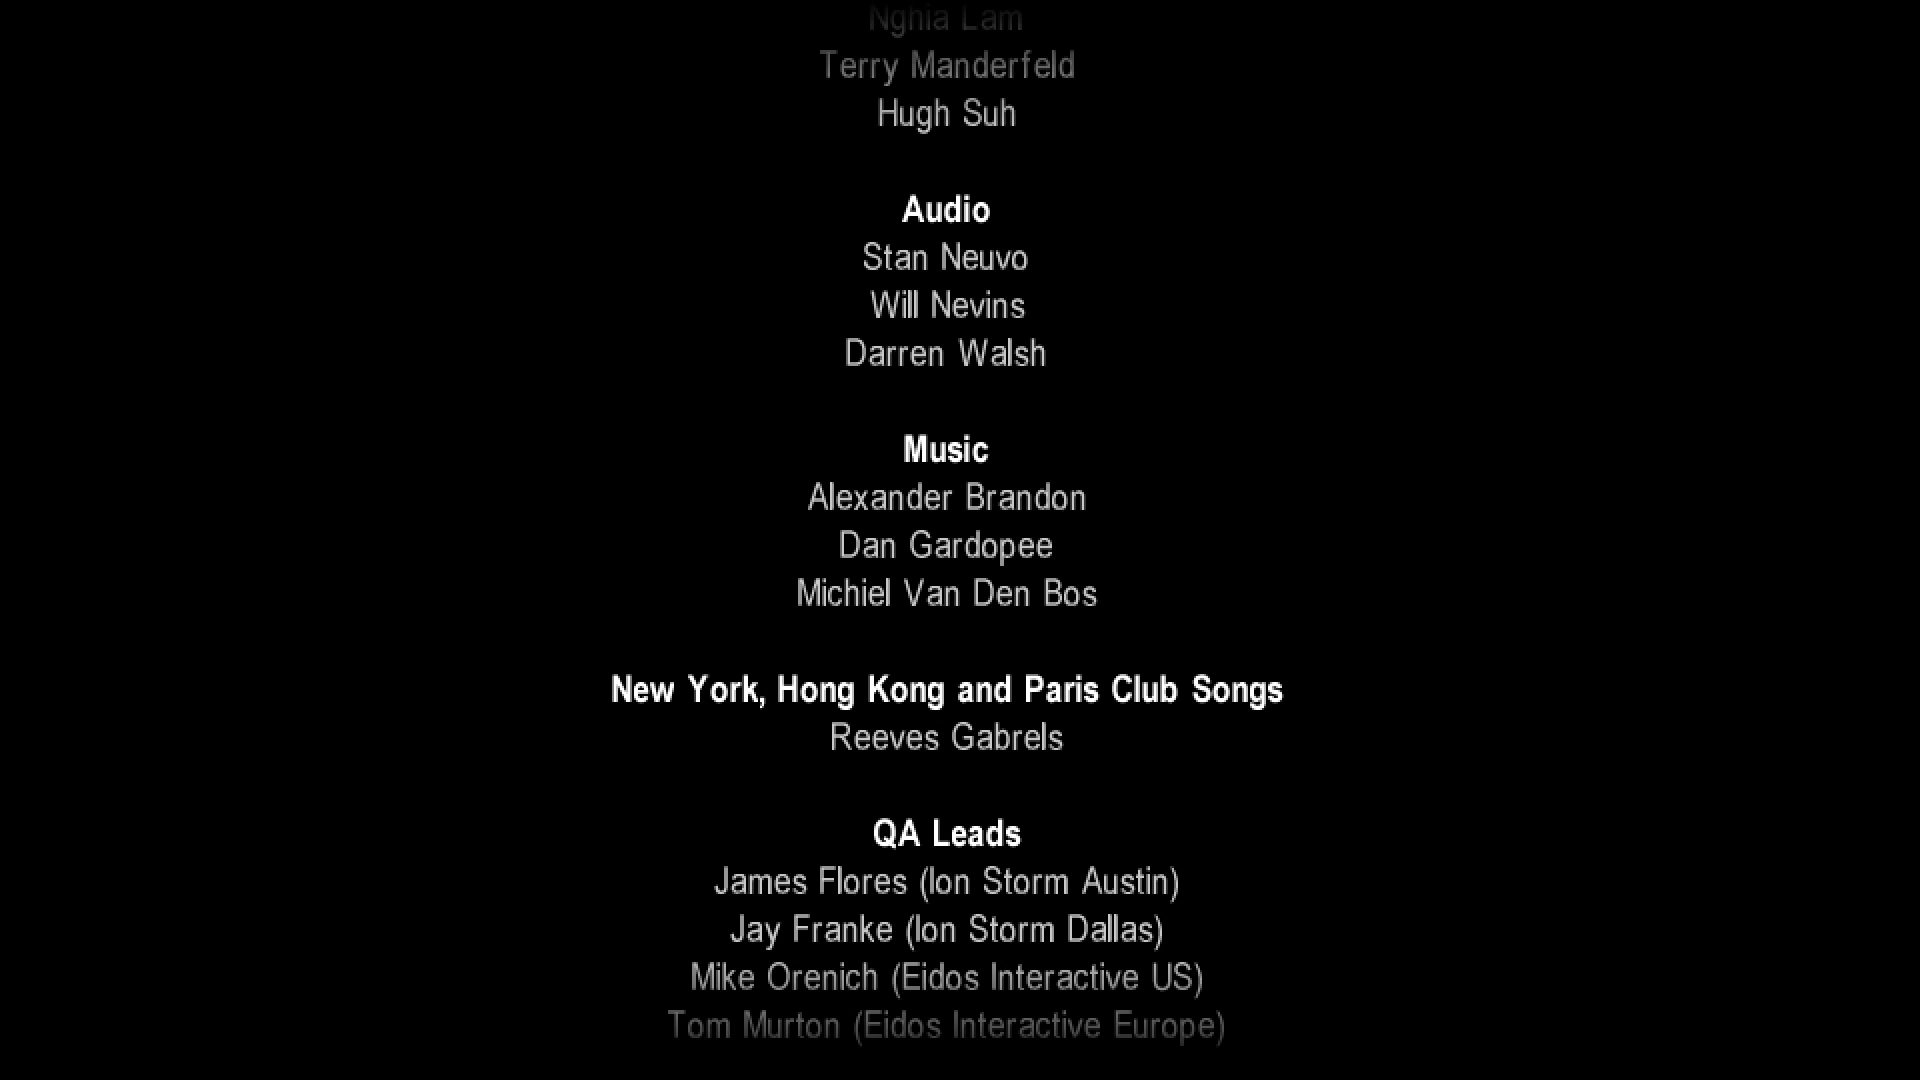 Nghia Lam
Terry Manderfeld
Hugh Suh
Audio
Stan Neuvo
Will Nevins
Darren Walsh
Music
Alexander Brandon
Dan Gardopee
Michiel Van Den Bos
New York, Hong Kong and Paris Club Songs
Reeves Gabrels
QA Leads
James Flores (Ion Storm Austin)
Jay Franke (Ion Storm Dallas)
Mike Orenich (Eidos Interactive US)
Tom Murton (Eidos Interactive Europe)